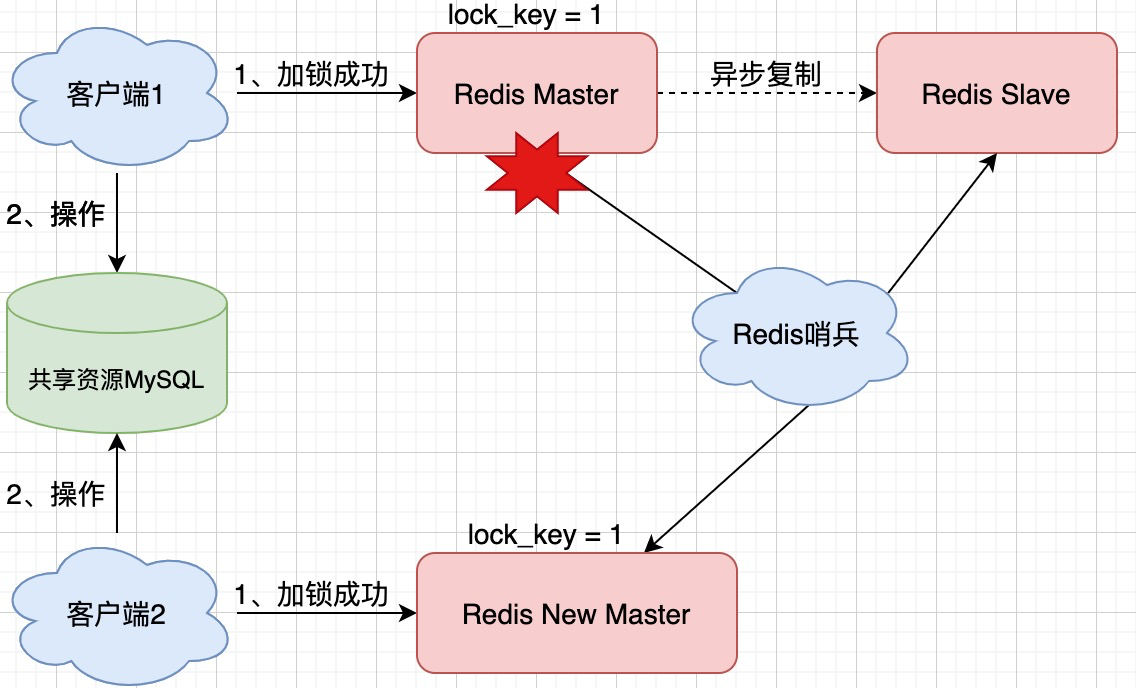 lock_key = 1
客户端1
1、加锁成功
Redis Master
异步复制
Redis Slave
2、操作
Redis哨兵
共享资源MySQL
2、操作
lock_key = 1
客户端2
1、加锁成功
Redis New Master